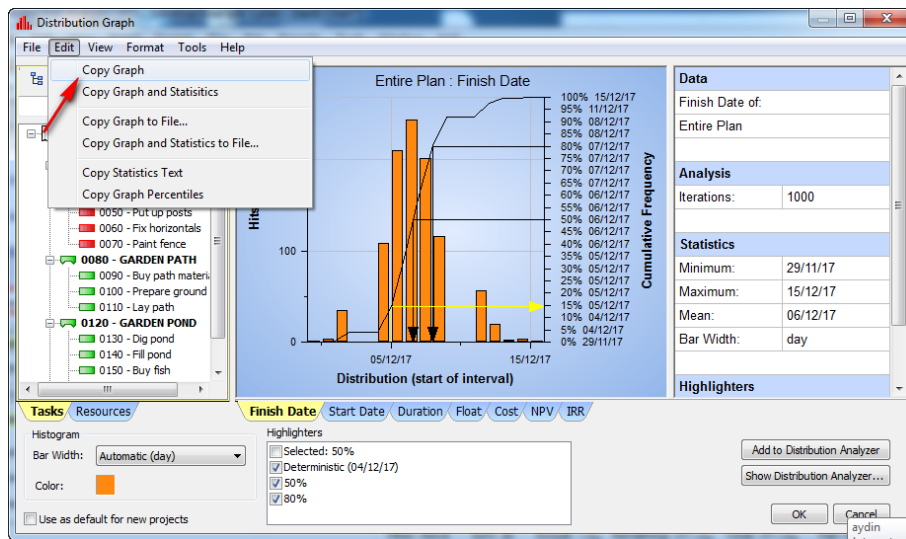 Distribution Graph
File Edit View Format Tools Help
Copy Graph
Copy Graph and Statisitics
Copy Graph to File...
Copy Graph and Statistics to File...
Copy Statistics Text
Copy Graph Percentiles
0050 - Put up posts
0060 - Fix horizontals
0070 - Paint fence
0080 - GARDEN PATH
0090 - Buy path materi
0100 - Prepare ground
0110 - Lay path
0120 - GARDEN POND
0130 - Dig pond
0140 - Fill pond
0150 - Buy fish
Tasks Resources
Entire Plan : Finish Date
Hits
100
0
05/12/17 15/12/17
Distribution (start of interval)
100% 15/12/17
95% 11/12/17
90% 08/12/17
85% 08/12/17
80% 07/12/17
75% 07/12/17
70% 07/12/17
65% 07/12/17
60% 06/12/17
55% 06/12/17
50% 06/12/17
45% 06/12/17
40% 06/12/17
35% 05/12/17
30% 05/12/17
25% 05/12/17
20% 05/12/17
15% 05/12/17
10% 04/12/17
5% 04/12/17
0% 29/11/17
Cumulative Frequency
Finish Date Start Date Duration Float Cost NPV IRR
Data
Finish Date of:
Entire Plan
Analysis
Iterations: 1000
Statistics
Minimum: 29/11/17
Maximum: 15/12/17
Mean: 06/12/17
Bar Width: day
Highlighters
Histogram
Bar Width: Automatic (day)
Color:
Use as default for new projects
Highlighters
Selected: 50%
Deterministic (04/12/17)
50%
80%
Add to Distribution Analyzer
Show Distribution Analyzer...
OK Cancel
aydin